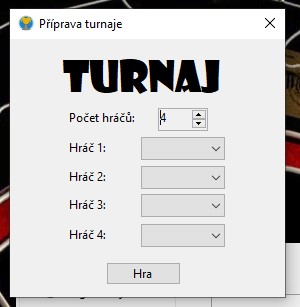 Příprava turnaje
TURNAJ
Počet hráčů: 4
Hráč 1:
Hráč 2:
Hráč 3:
Hráč 4:
Hra